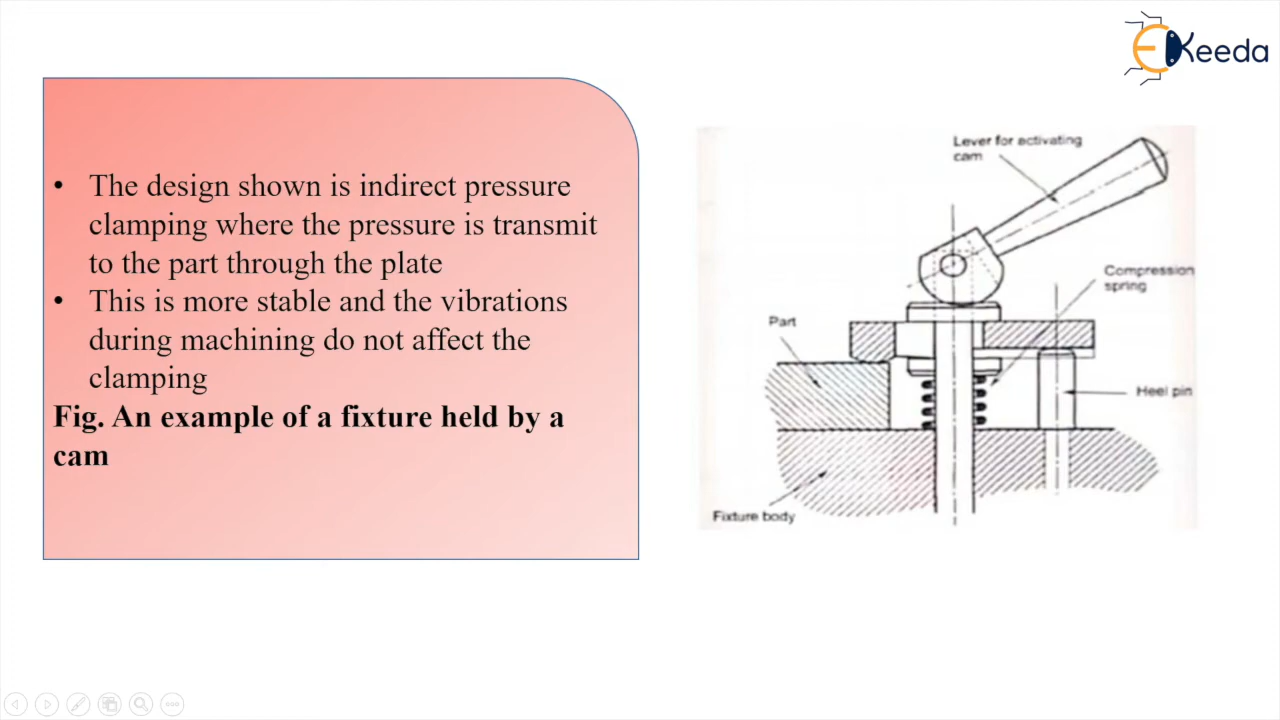 EKeeda
• The design shown is indirect pressure
clamping where the pressure is transmit
to the part through the plate
• This is more stable and the vibrations
during machining do not affect the
clamping
Fig. An example of a fixture held by a
cam
Lever for activating
cam
Compression
spring
Part
Heel pin
Fixture body